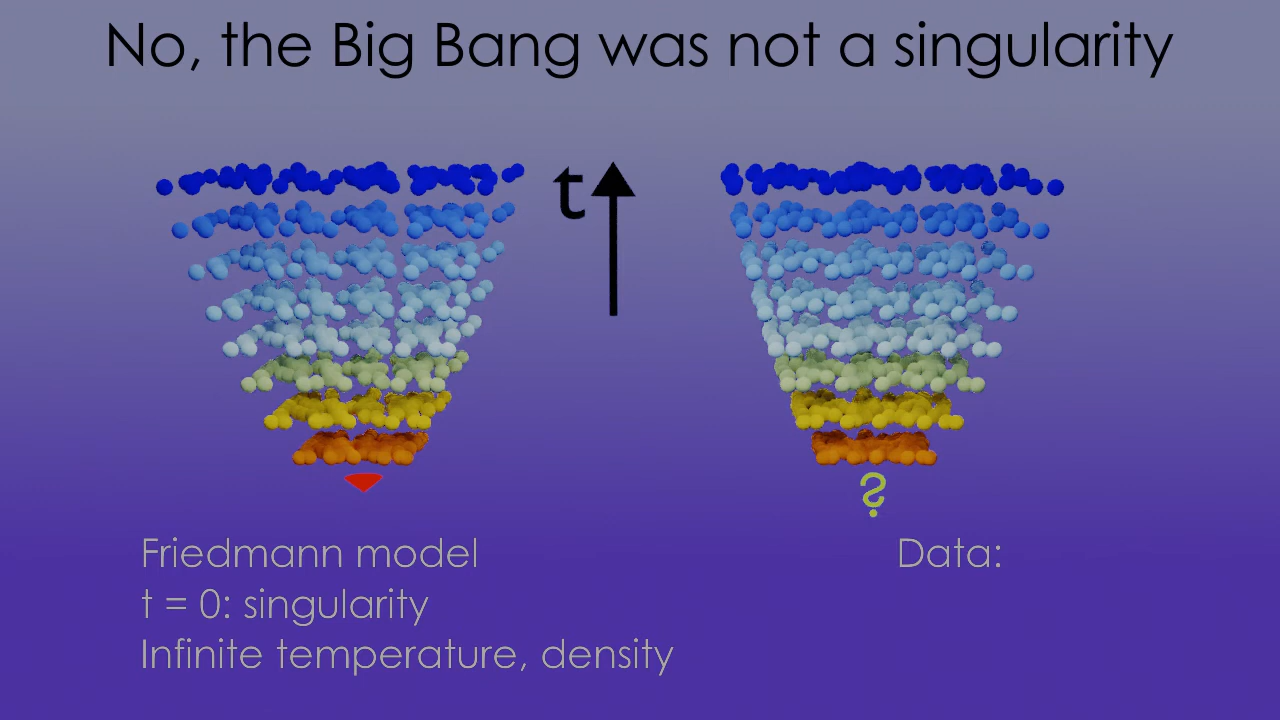 No, the Big Bang was not a singularity
t
?
Friedmann model
t = 0: singularity
Infinite temperature, density
Data: